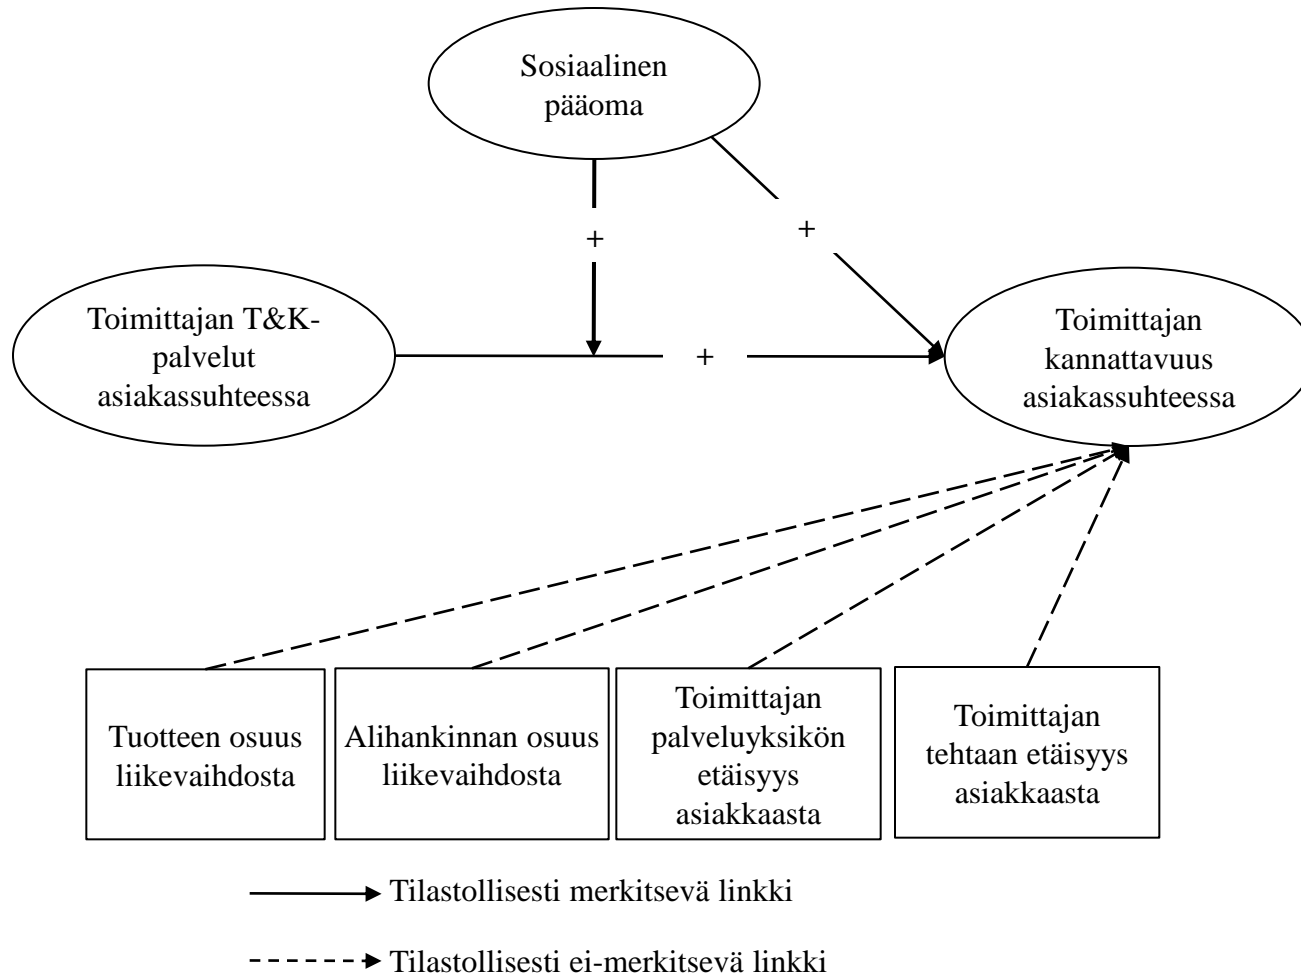 Sosiaalinen
pääoma
+
+
Toimittajan T&K-
palvelut
asiakassuhteessa
+
Toimittajan
kannattavuus
asiakassuhteessa
Tuotteen osuus
liikevaihdosta
Alihankinnan osuus
liikevaihdosta
Toimittajan
palveluyksikön
etäisyys
asiakkaasta
Toimittajan
tehtaan etäisyys
asiakkaasta
Tilastollisesti merkitsevä linkki
Tilastollisesti ei-merkitsevä linkki